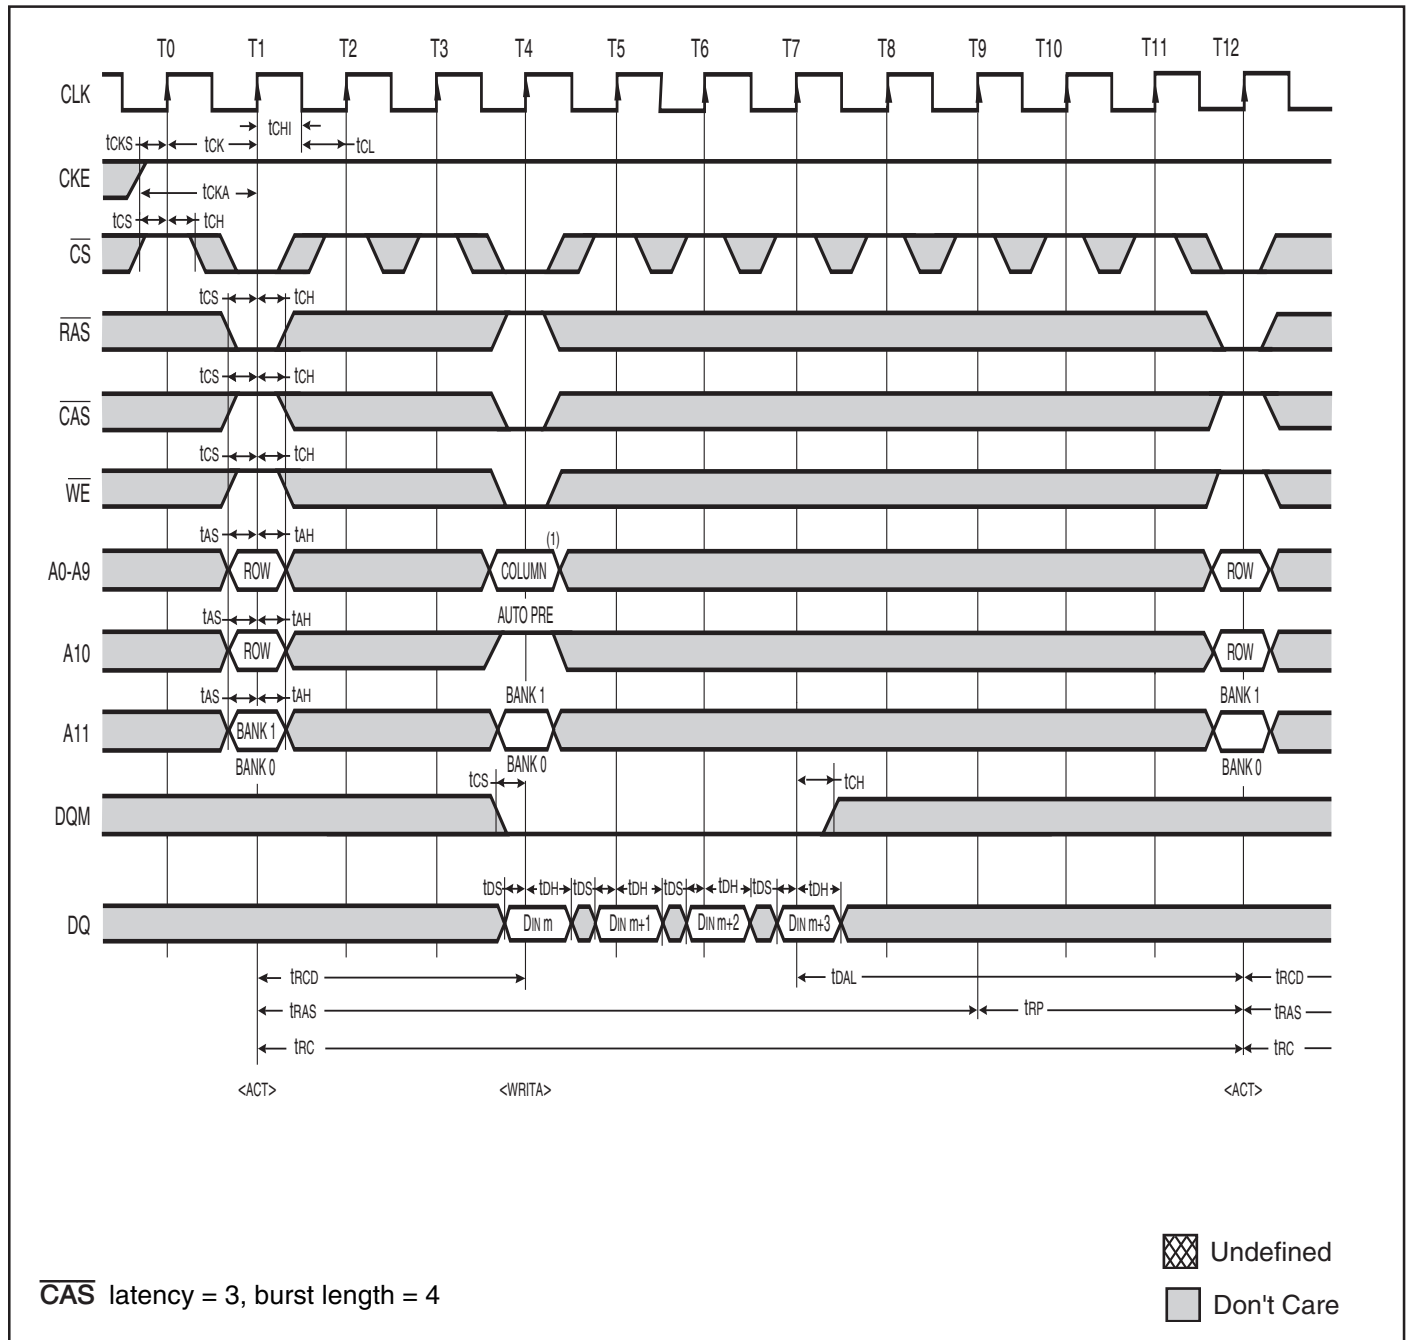 T0 T1 T2 T3 T4 T5 T6 T7 T8 T9 T10 T11 T12
CLK
tCHI
tCKS tCK tCL
CKE
tCKA
tCS tCH
CS
tCS tCH
RAS
tCS tCH
CAS
tCS tCH
WE
tAS tAH (1)
A0-A9 ROW COLUMN ROW
tAS tAH AUTO PRE
A10 ROW ROW
tAS tAH BANK 1 BANK 1
A11 BANK 1
BANK 0 BANK 0 BANK 0
tCS tCH
DQM
tDS tDH tDS tDH tDS tDH tDS tDH
DQ DIN m DIN m+1 DIN m+2 DIN m+3
tRCD tDAL tRCD
tRAS tRP tRAS
tRC tRC
<ACT> <WRITA> <ACT>
Undefined
CAS latency = 3, burst length = 4
Don't Care